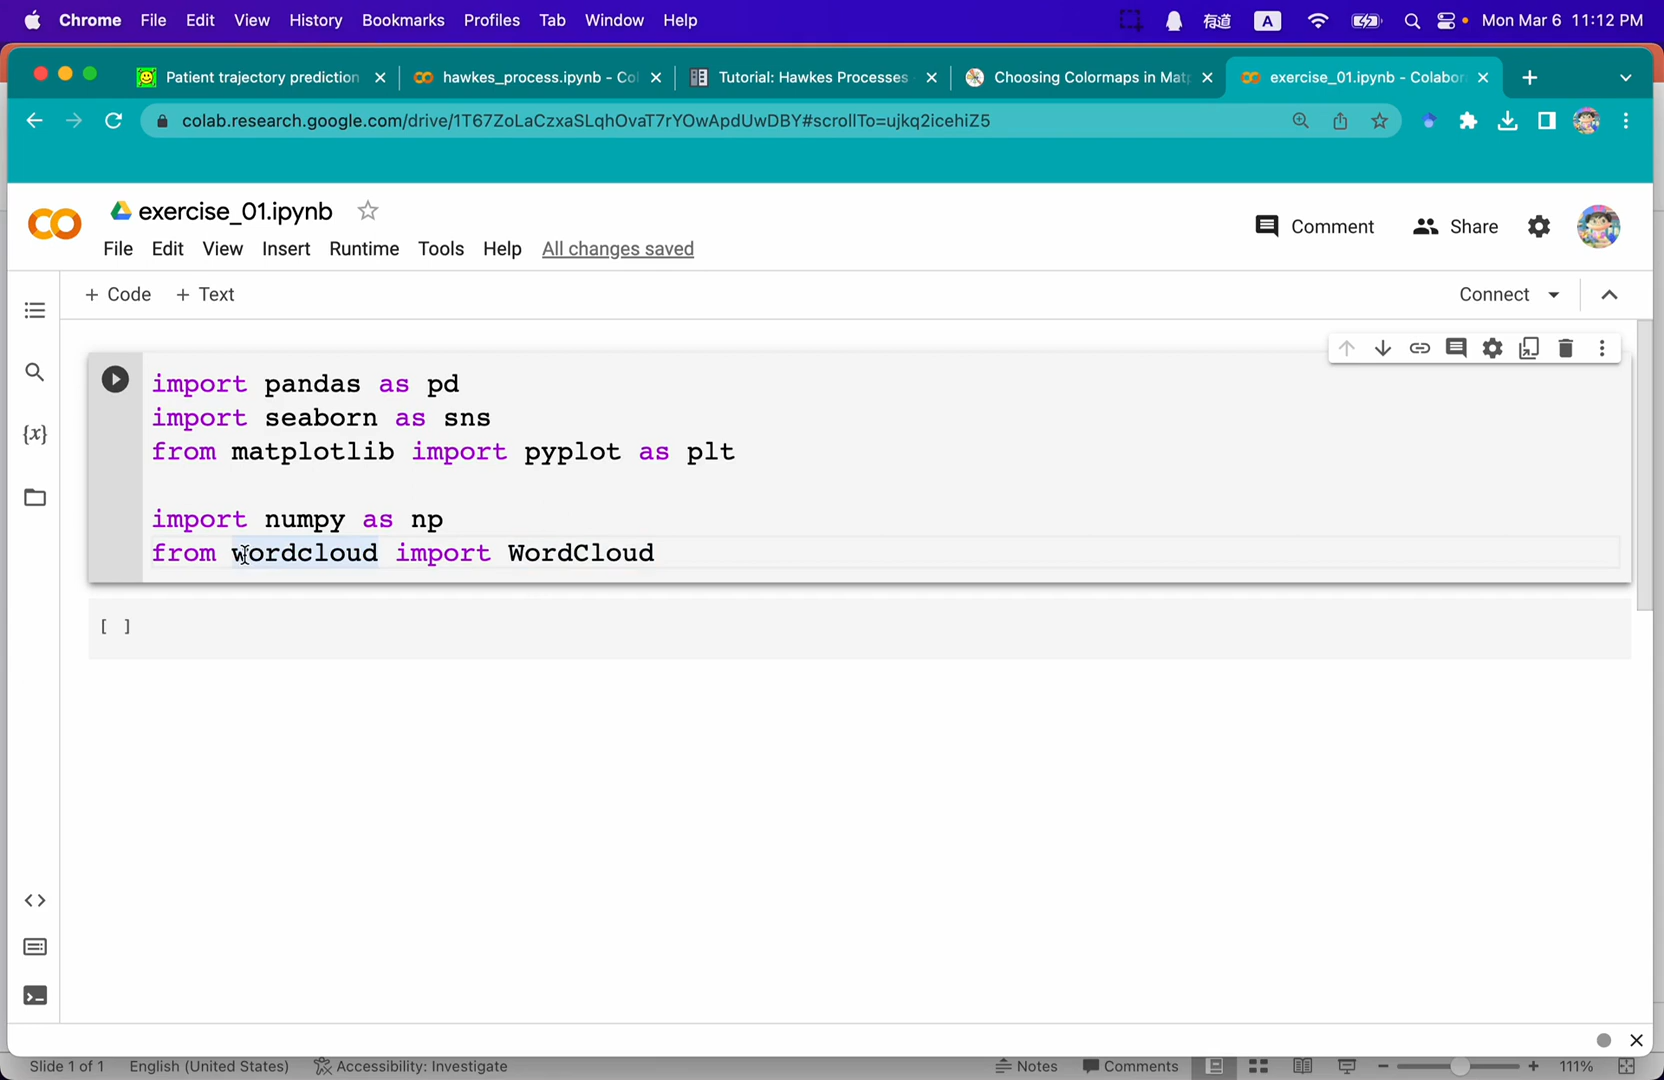 Chrome File Edit View History Bookmarks Profiles Tab Window Help 有道 A Mon Mar 6 11:12 PM
Patient trajectory prediction hawkes_process.ipynb - Col Tutorial: Hawkes Processes Choosing Colormaps in Matp exercise_01.ipynb - Colabor
colab.research.google.com/drive/1T67ZoLaCzxaSLqhOvaT7rYOwApdUwDBY#scrollTo=ujkq2icehiZ5
exercise_01.ipynb
Comment Share
File Edit View Insert Runtime Tools Help All changes saved
+ Code + Text Connect
import pandas as pd
import seaborn as sns
from matplotlib import pyplot as plt
import numpy as np
from wordcloud import WordCloud
[ ]
{x}
Slide 1 of 1 English (United States) Accessibility: Investigate Notes Comments 111%